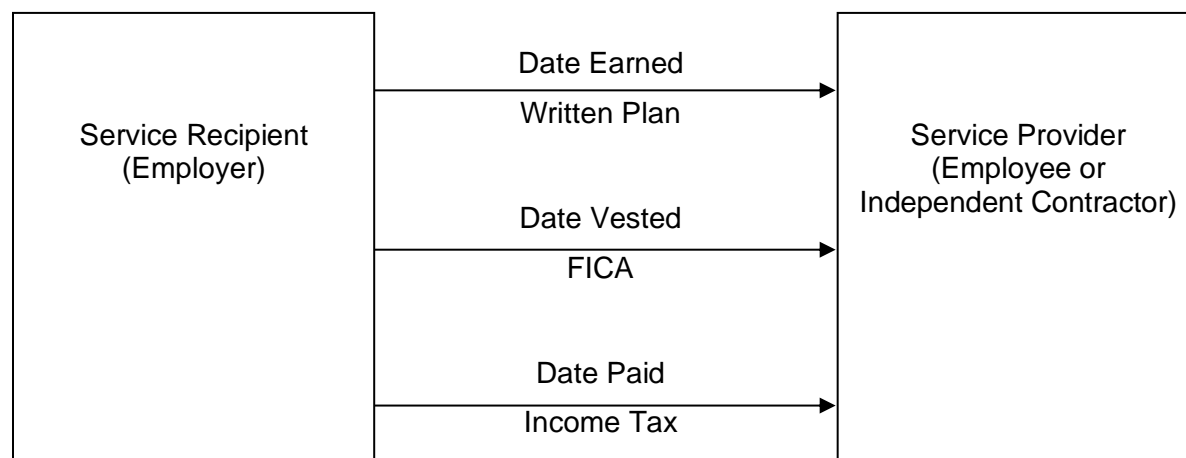 Service Recipient
(Employer)
Date Earned
Written Plan
Date Vested
FICA
Date Paid
Income Tax
Service Provider
(Employee or
Independent Contractor)